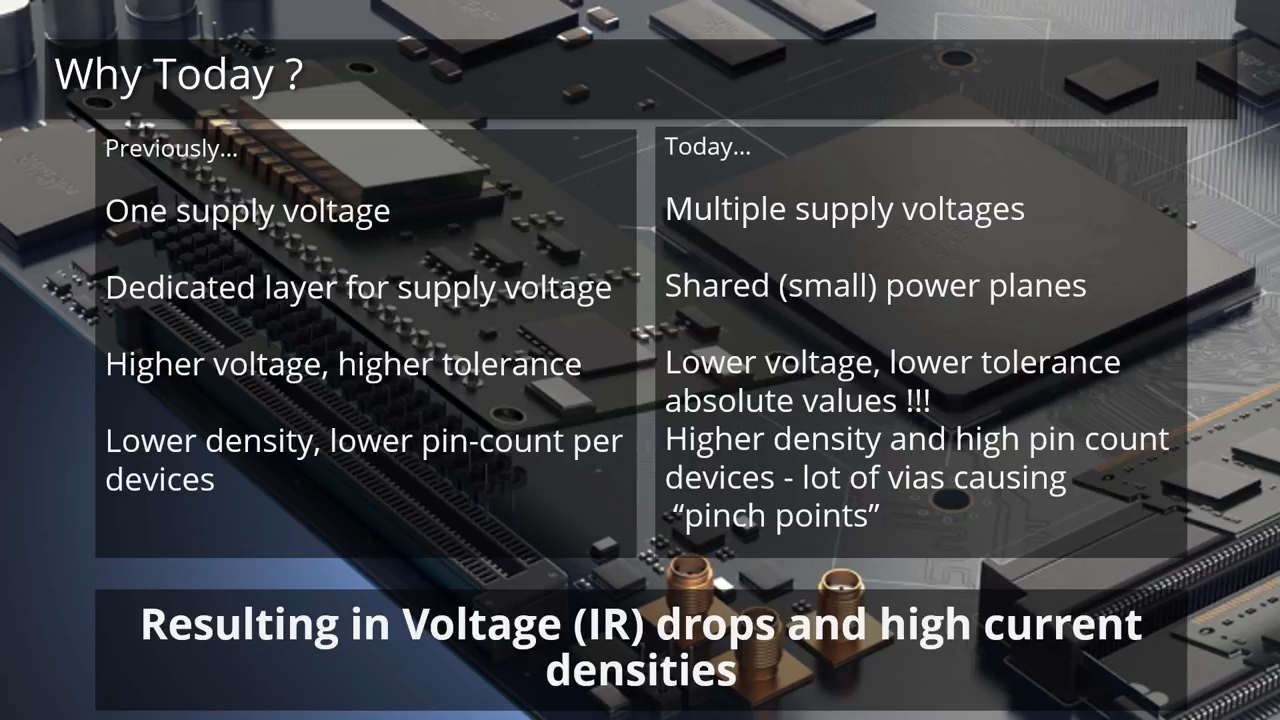 Why Today ?
Previously...
One supply voltage
Dedicated layer for supply voltage
Higher voltage, higher tolerance
Lower density, lower pin-count per
devices
Today...
Multiple supply voltages
Shared (small) power planes
Lower voltage, lower tolerance
absolute values !!!
Higher density and high pin count
devices - lot of vias causing
“pinch points”
Resulting in Voltage (IR) drops and high current
densities